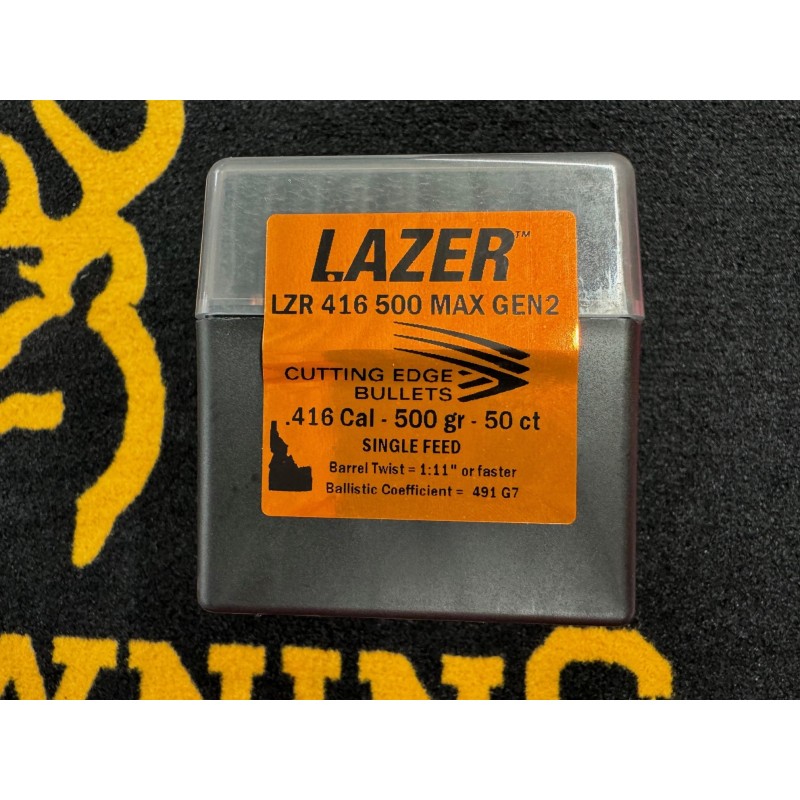 LAZER™
LZR 416 500 MAX GEN2
CUTTING EDGE
BULLETS
.416 Cal - 500 gr - 50 ct
SINGLE FEED
Barrel Twist = 1:11" or faster
Ballistic Coefficient = 491 G7
WNING